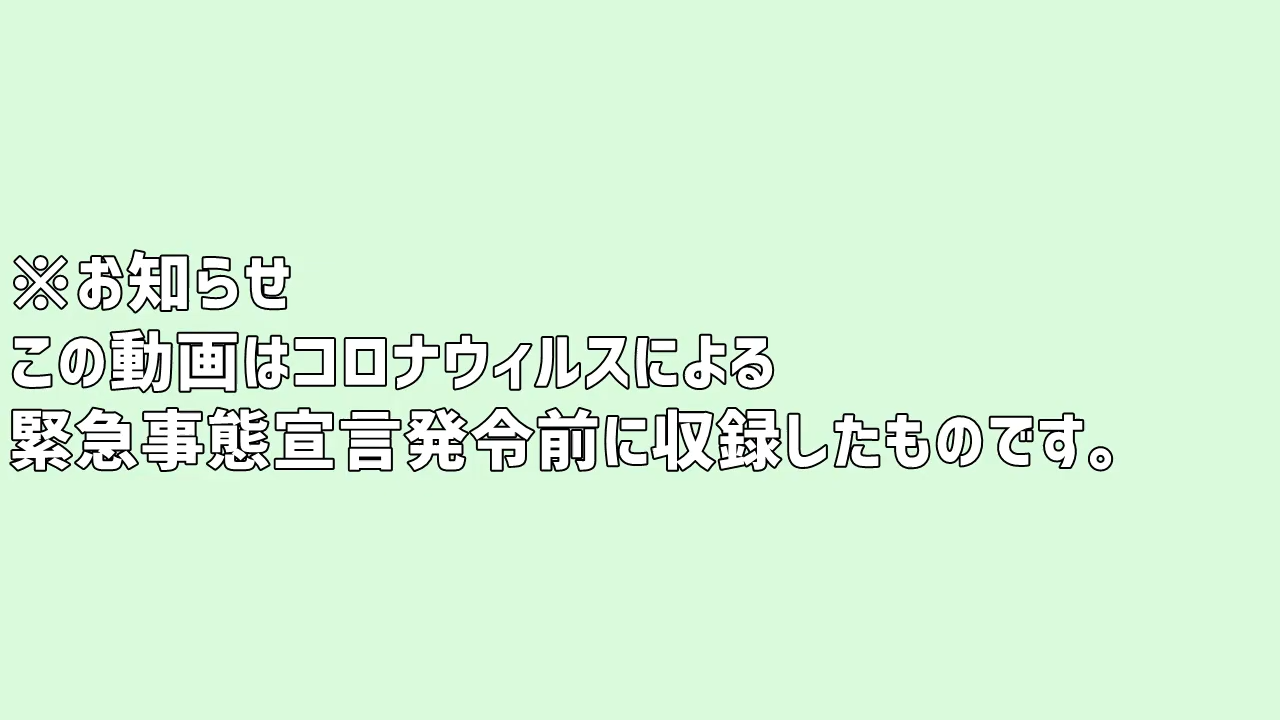 ※お知らせ
この動画はコロナウィルスによる
緊急事態宣言発令前に収録したものです。